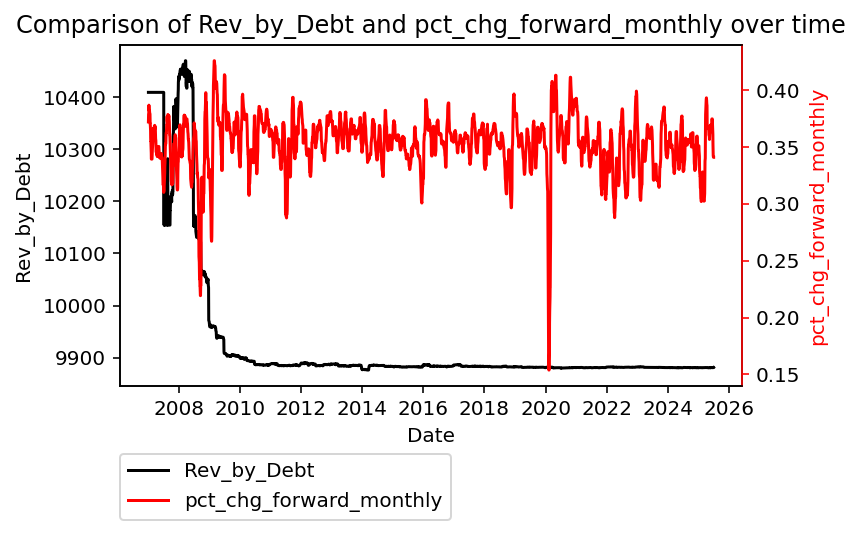 Comparison of Rev_by_Debt and pct_chg_forward_monthly over time
Rev_by_Debt
10400
10300
10200
10100
10000
9900
0.40
0.35
0.30
0.25
0.20
0.15
pct_chg_forward_monthly
2008 2010 2012 2014 2016 2018 2020 2022 2024 2026
Date
Rev_by_Debt
pct_chg_forward_monthly